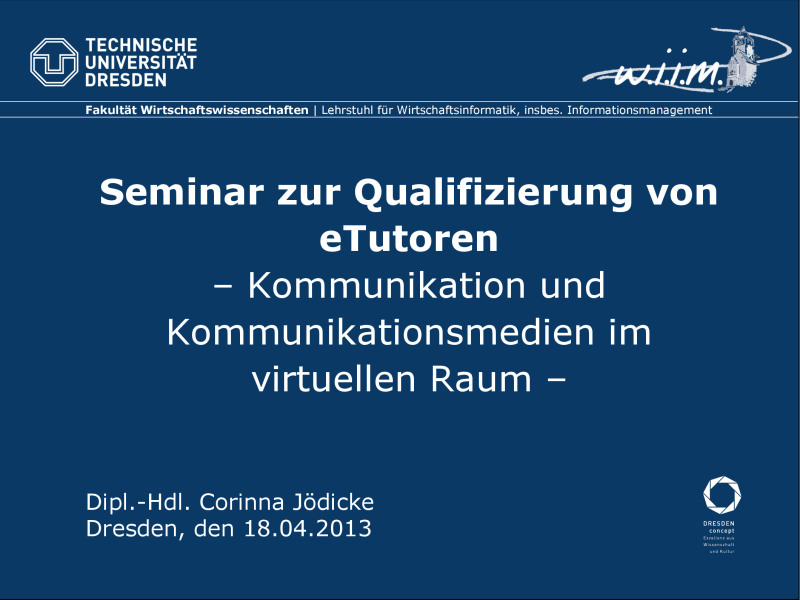 TECHNISCHE
UNIVERSITÄT
DRESDEN
w.i.i.m.
Fakultät Wirtschaftswissenschaften | Lehrstuhl für Wirtschaftsinformatik, insbes. Informationsmanagement
Seminar zur Qualifizierung von
eTutoren
– Kommunikation und
Kommunikationsmedien im
virtuellen Raum –
Dipl.-Hdl. Corinna Jödicke
Dresden, den 18.04.2013
DRESDEN
concept
Exzellenz aus
Wissenschaft
und Kultur